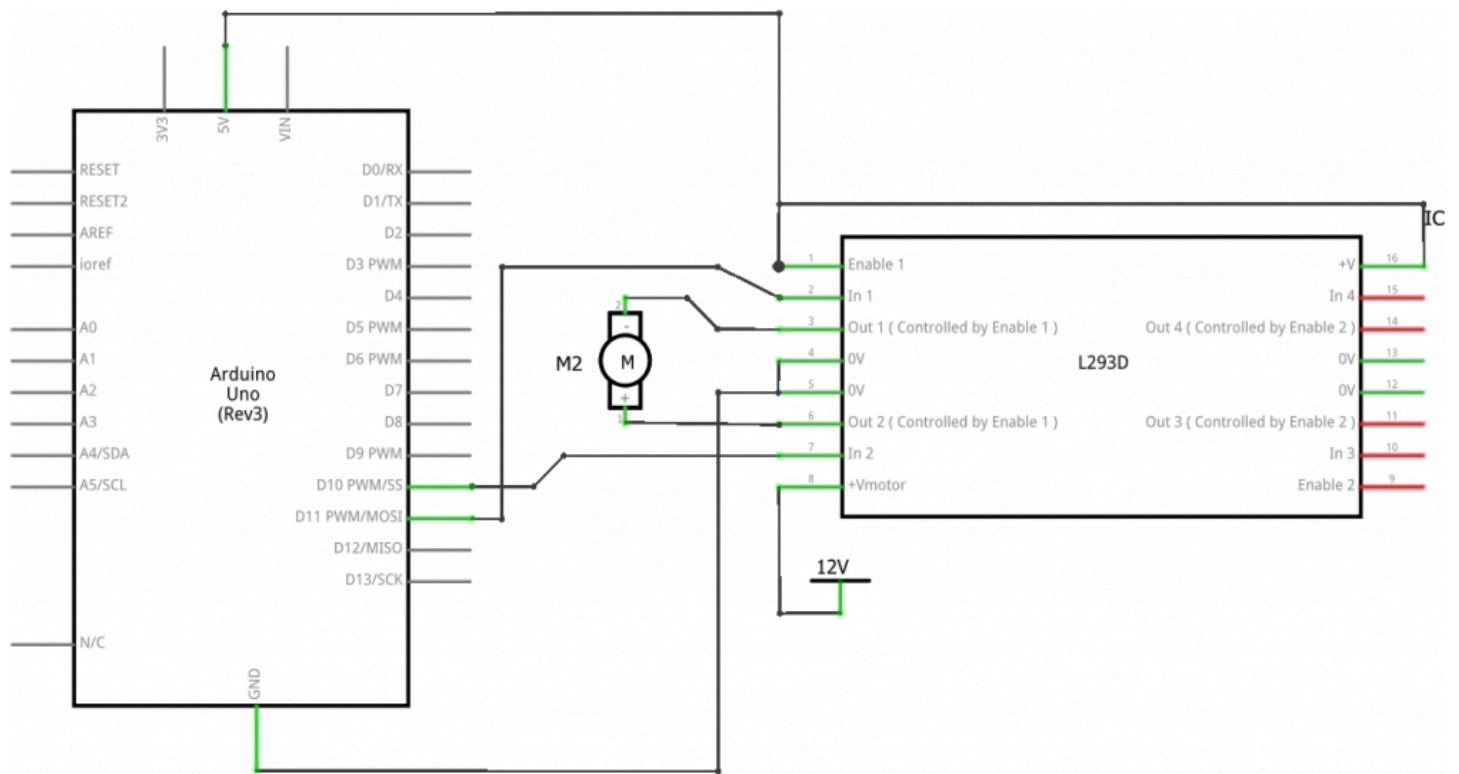 3V3
5V
VIN
RESET
RESET2
AREF
ioref
A0
A1
A2
A3
A4/SDA
A5/SCL
N/C
Arduino
Uno
(Rev3)
D0/RX
D1/TX
D2
D3 PWM
D4
D5 PWM
D6 PWM
D7
D8
D9 PWM
D10 PWM/SS
D11 PWM/MOSI
D12/MISO
D13/SCK
GND
M2
2
-
M
+
1
12V
IC
L293D
1 Enable 1
2 In 1
3 Out 1 ( Controlled by Enable 1 )
4 0V
5 0V
6 Out 2 ( Controlled by Enable 1 )
7 In 2
8 +Vmotor
+V 16
In 4 15
Out 4 ( Controlled by Enable 2 ) 14
0V 13
0V 12
Out 3 ( Controlled by Enable 2 ) 11
In 3 10
Enable 2 9